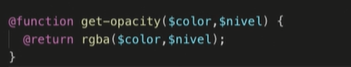 @function get-opacity($color,$nivel) {
@return rgba($color,$nivel);
}